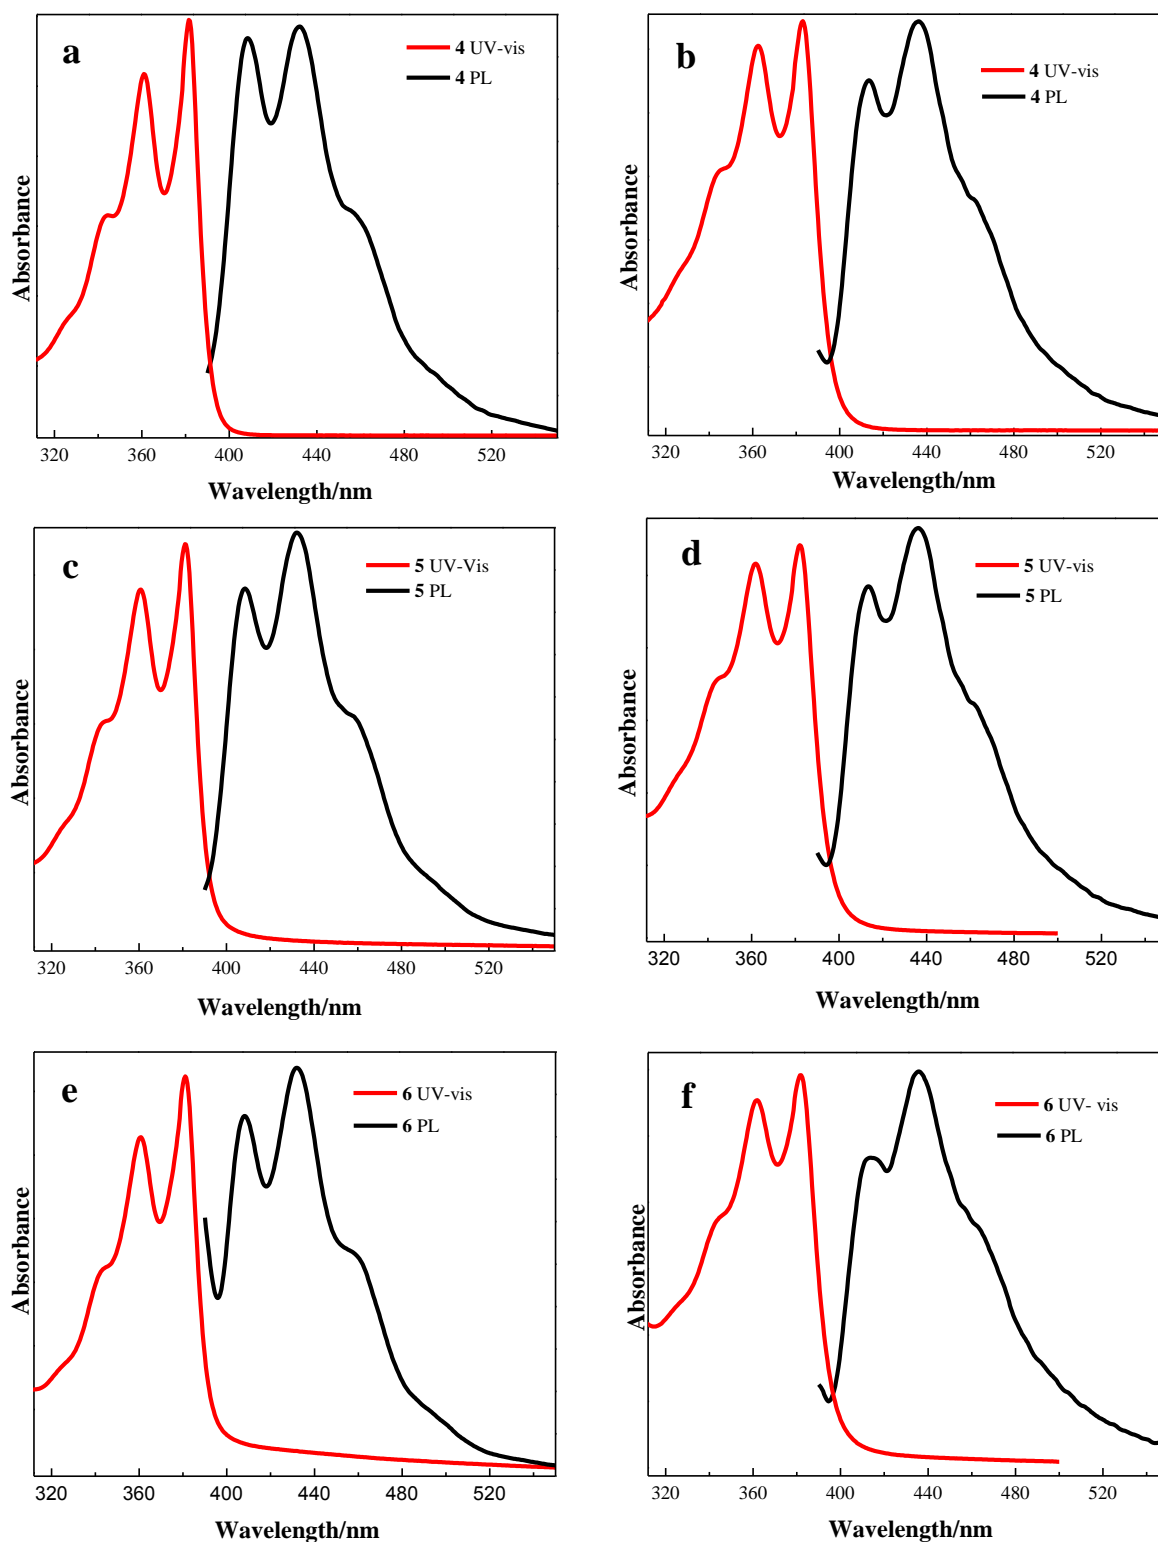 a
4 UV-vis
4 PL
Absorbance
320 360 400 440 480 520
Wavelength/nm
b
4 UV-vis
4 PL
Absorbance
320 360 400 440 480 520
Wavelength/nm
c
5 UV-Vis
5 PL
Absorbance
320 360 400 440 480 520
Wavelength/nm
d
5 UV-vis
5 PL
Absorbance
320 360 400 440 480 520
Wavelength/nm
e
6 UV-vis
6 PL
Absorbance
320 360 400 440 480 520
Wavelength/nm
f
6 UV- vis
6 PL
Absorbance
320 360 400 440 480 520
Wavelength/nm